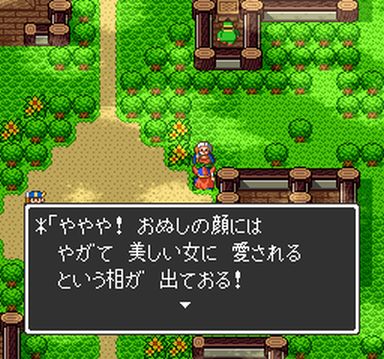 *「ややや！ おぬしの顔には
やがて 美しい女に 愛される
という相が 出ておる！